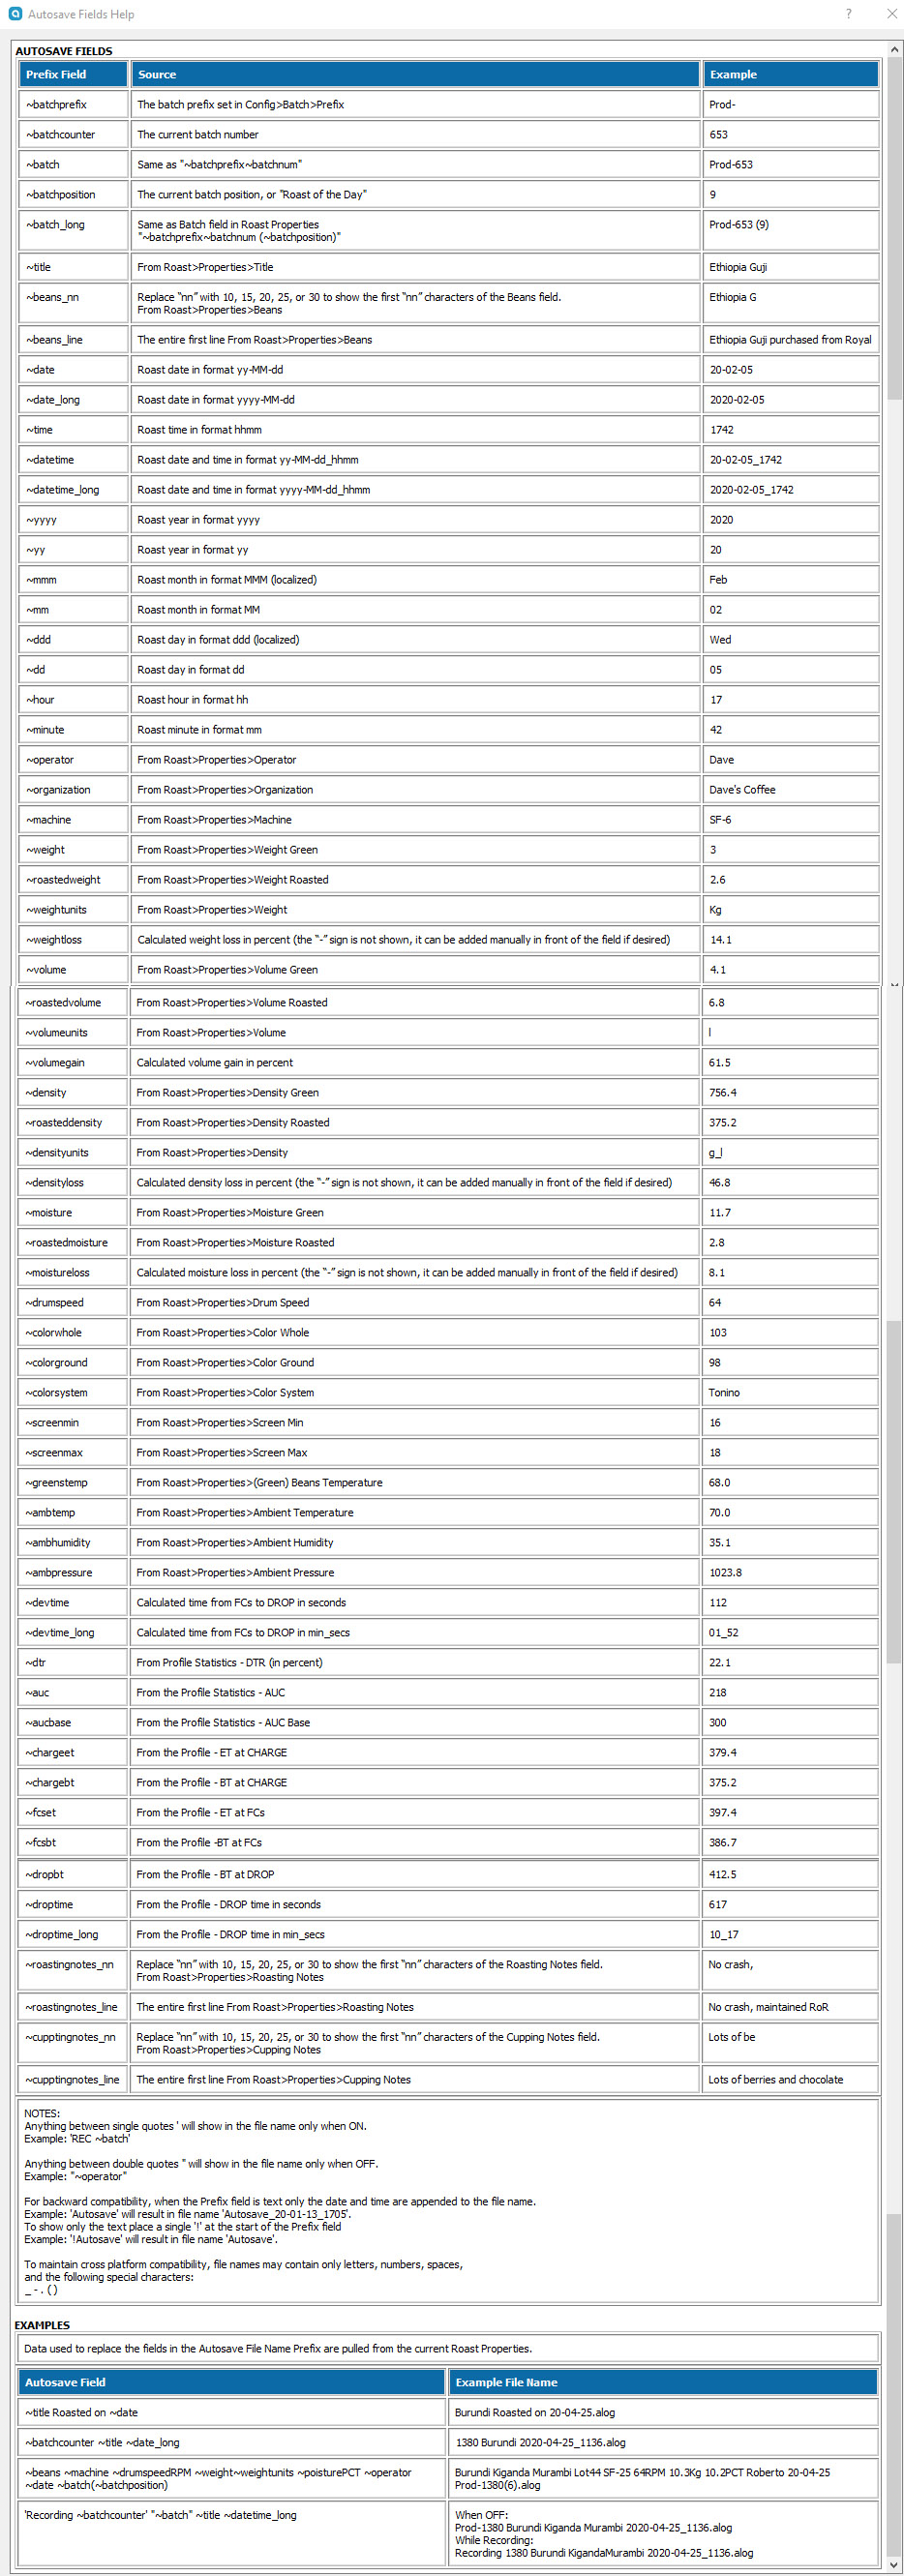 Autosave Fields Help
?
AUTOSAVE FIELDS
Prefix Field Source Example
~batchprefix The batch prefix set in Config>Batch>Prefix Prod-
~batchcounter The current batch number 653
~batch Same as "~batchprefix~batchnum" Prod-653
~batchposition The current batch position, or "Roast of the Day" 9
~batch_long Same as Batch field in Roast Properties Prod-653 (9)
"~batchprefix~batchnum (~batchposition)"
~title From Roast>Properties>Title Ethiopia Guji
~beans_nn Replace “nn” with 10, 15, 20, 25, or 30 to show the first “nn” characters of the Beans field. Ethiopia G
From Roast>Properties>Beans
~beans_line The entire first line From Roast>Properties>Beans Ethiopia Guji purchased from Royal
~date Roast date in format yy-MM-dd 20-02-05
~date_long Roast date in format yyyy-MM-dd 2020-02-05
~time Roast time in format hhmm 1742
~datetime Roast date and time in format yy-MM-dd_hhmm 20-02-05_1742
~datetime_long Roast date and time in format yyyy-MM-dd_hhmm 2020-02-05_1742
~yyyy Roast year in format yyyy 2020
~yy Roast year in format yy 20
~mmm Roast month in format MMM (localized) Feb
~mm Roast month in format MM 02
~ddd Roast day in format ddd (localized) Wed
~dd Roast day in format dd 05
~hour Roast hour in format hh 17
~minute Roast minute in format mm 42
~operator From Roast>Properties>Operator Dave
~organization From Roast>Properties>Organization Dave's Coffee
~machine From Roast>Properties>Machine SF-6
~weight From Roast>Properties>Weight Green 3
~roastedweight From Roast>Properties>Weight Roasted 2.6
~weightunits From Roast>Properties>Weight Kg
~weightloss Calculated weight loss in percent (the “-” sign is not shown, it can be added manually in front of the field if desired) 14.1
~volume From Roast>Properties>Volume Green 4.1
~roastedvolume From Roast>Properties>Volume Roasted 6.8
~volumeunits From Roast>Properties>Volume l
~volumegain Calculated volume gain in percent 61.5
~density From Roast>Properties>Density Green 756.4
~roasteddensity From Roast>Properties>Density Roasted 375.2
~densityunits From Roast>Properties>Density g_l
~densityloss Calculated density loss in percent (the “-” sign is not shown, it can be added manually in front of the field if desired) 46.8
~moisture From Roast>Properties>Moisture Green 11.7
~roastedmoisture From Roast>Properties>Moisture Roasted 2.8
~moistureloss Calculated moisture loss in percent (the “-” sign is not shown, it can be added manually in front of the field if desired) 8.1
~drumspeed From Roast>Properties>Drum Speed 64
~colorwhole From Roast>Properties>Color Whole 103
~colorground From Roast>Properties>Color Ground 98
~colorsystem From Roast>Properties>Color System Tonino
~screenmin From Roast>Properties>Screen Min 16
~screenmax From Roast>Properties>Screen Max 18
~greenstemp From Roast>Properties>(Green) Beans Temperature 68.0
~ambtemp From Roast>Properties>Ambient Temperature 70.0
~ambhumidity From Roast>Properties>Ambient Humidity 35.1
~ambpressure From Roast>Properties>Ambient Pressure 1023.8
~devtime Calculated time from FCs to DROP in seconds 112
~devtime_long Calculated time from FCs to DROP in min_secs 01_52
~dtr From Profile Statistics - DTR (in percent) 22.1
~auc From the Profile Statistics - AUC 218
~aucbase From the Profile Statistics - AUC Base 300
~chargeet From the Profile - ET at CHARGE 379.4
~chargebt From the Profile - BT at CHARGE 375.2
~fcset From the Profile - ET at FCs 397.4
~fcsbt From the Profile -BT at FCs 386.7
~dropbt From the Profile - BT at DROP 412.5
~droptime From the Profile - DROP time in seconds 617
~droptime_long From the Profile - DROP time in min_secs 10_17
~roastingnotes_nn Replace “nn” with 10, 15, 20, 25, or 30 to show the first “nn” characters of the Roasting Notes field. No crash,
From Roast>Properties>Roasting Notes
~roastingnotes_line The entire first line From Roast>Properties>Roasting Notes No crash, maintained RoR
~cupptingnotes_nn Replace “nn” with 10, 15, 20, 25, or 30 to show the first “nn” characters of the Cupping Notes field. Lots of be
From Roast>Properties>Cupping Notes
~cupptingnotes_line The entire first line From Roast>Properties>Cupping Notes Lots of berries and chocolate
NOTES:
Anything between single quotes ' will show in the file name only when ON.
Example: 'REC ~batch'
Anything between double quotes " will show in the file name only when OFF.
Example: "~operator"
For backward compatibility, when the Prefix field is text only the date and time are appended to the file name.
Example: 'Autosave' will result in file name 'Autosave_20-01-13_1705'.
To show only the text place a single '!' at the start of the Prefix field
Example: '!Autosave' will result in file name 'Autosave'.
To maintain cross platform compatibility, file names may contain only letters, numbers, spaces,
and the following special characters:
_ - . ( )
EXAMPLES
Data used to replace the fields in the Autosave File Name Prefix are pulled from the current Roast Properties.
Autosave Field Example File Name
~title Roasted on ~date Burundi Roasted on 20-04-25.alog
~batchcounter ~title ~date_long 1380 Burundi 2020-04-25_1136.alog
~beans ~machine ~drumspeedRPM ~weight~weightunits ~poisturePCT ~operator Burundi Kiganda Murambi Lot44 SF-25 64RPM 10.3Kg 10.2PCT Roberto 20-04-25
~date ~batch(~batchposition) Prod-1380(6).alog
'Recording ~batchcounter' "~batch" ~title ~datetime_long When OFF:
Prod-1380 Burundi Kiganda Murambi 2020-04-25_1136.alog
While Recording:
Recording 1380 Burundi KigandaMurambi 2020-04-25_1136.alog